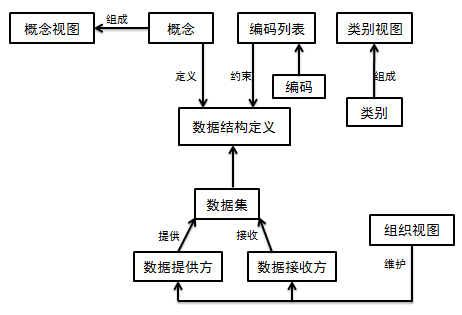 概念视图
组成
概念
编码列表
类别视图
定义
约束
编码
组成
类别
数据结构定义
数据集
提供
接收
组织视图
数据提供方
数据接收方
维护